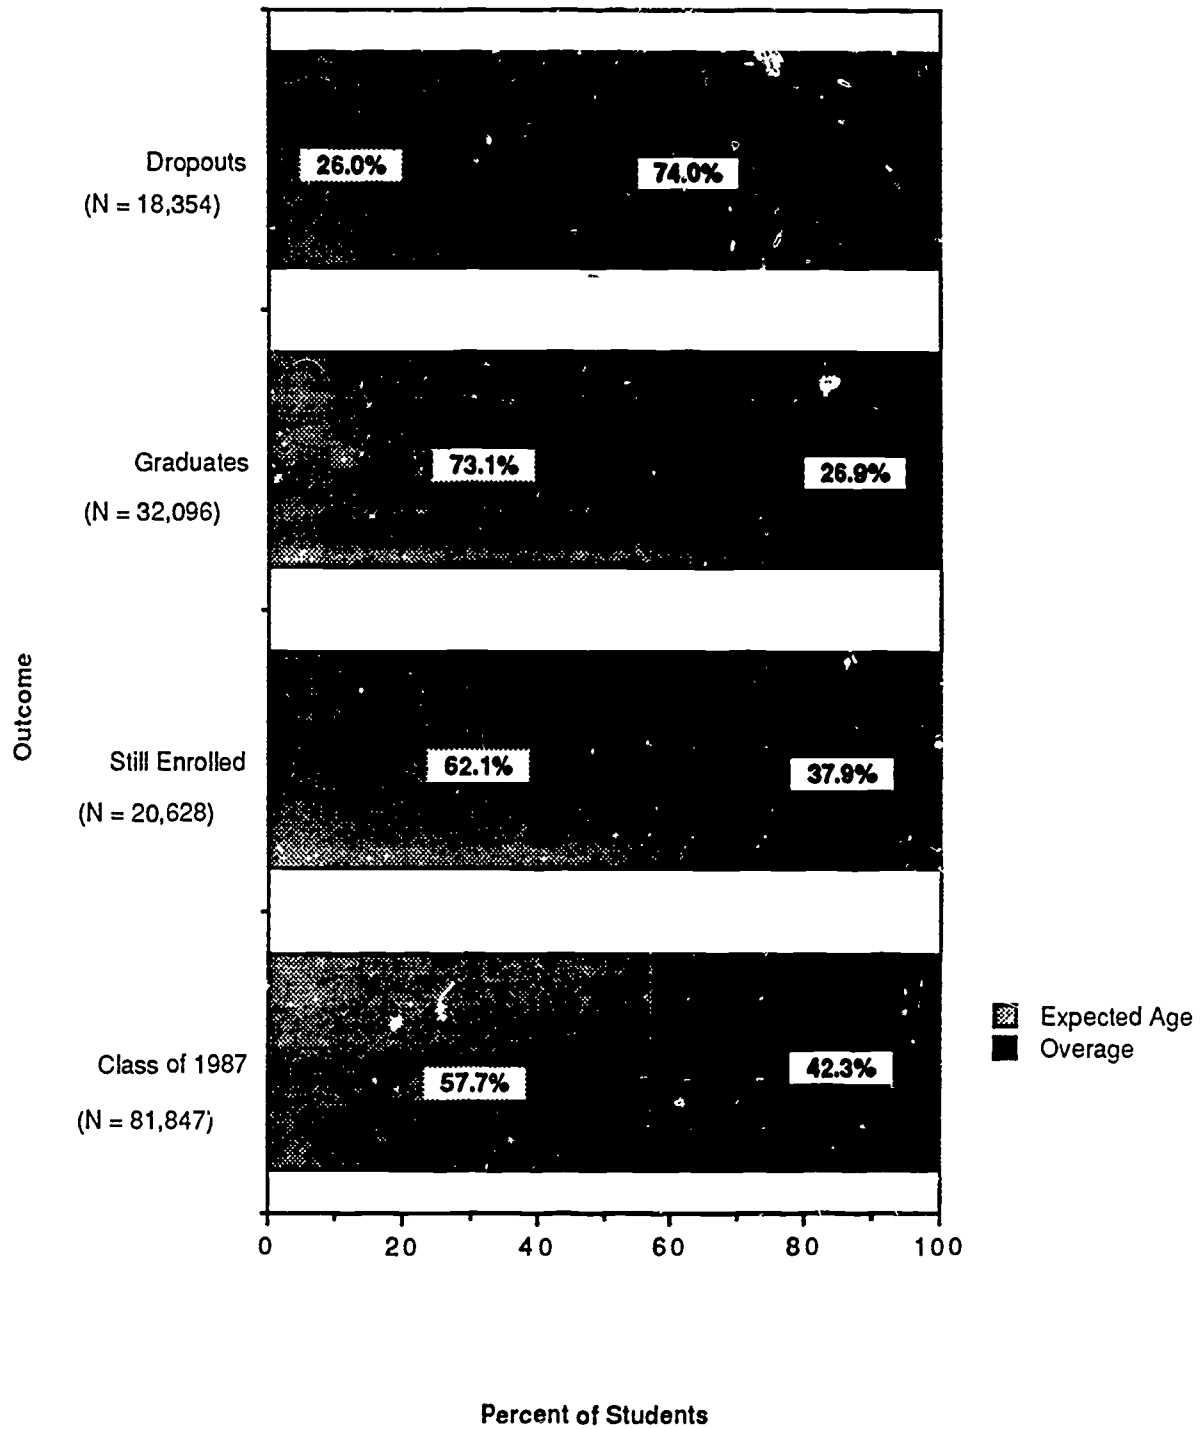 Dropouts
(N = 18,354)
26.0%
74.0%
Graduates
(N = 32,096)
73.1%
26.9%
Outcome
Still Enrolled
(N = 20,628)
62.1%
37.9%
Class of 1987
(N = 81,847)
57.7%
42.3%
Expected Age
Overage
0 20 40 60 80 100
Percent of Students